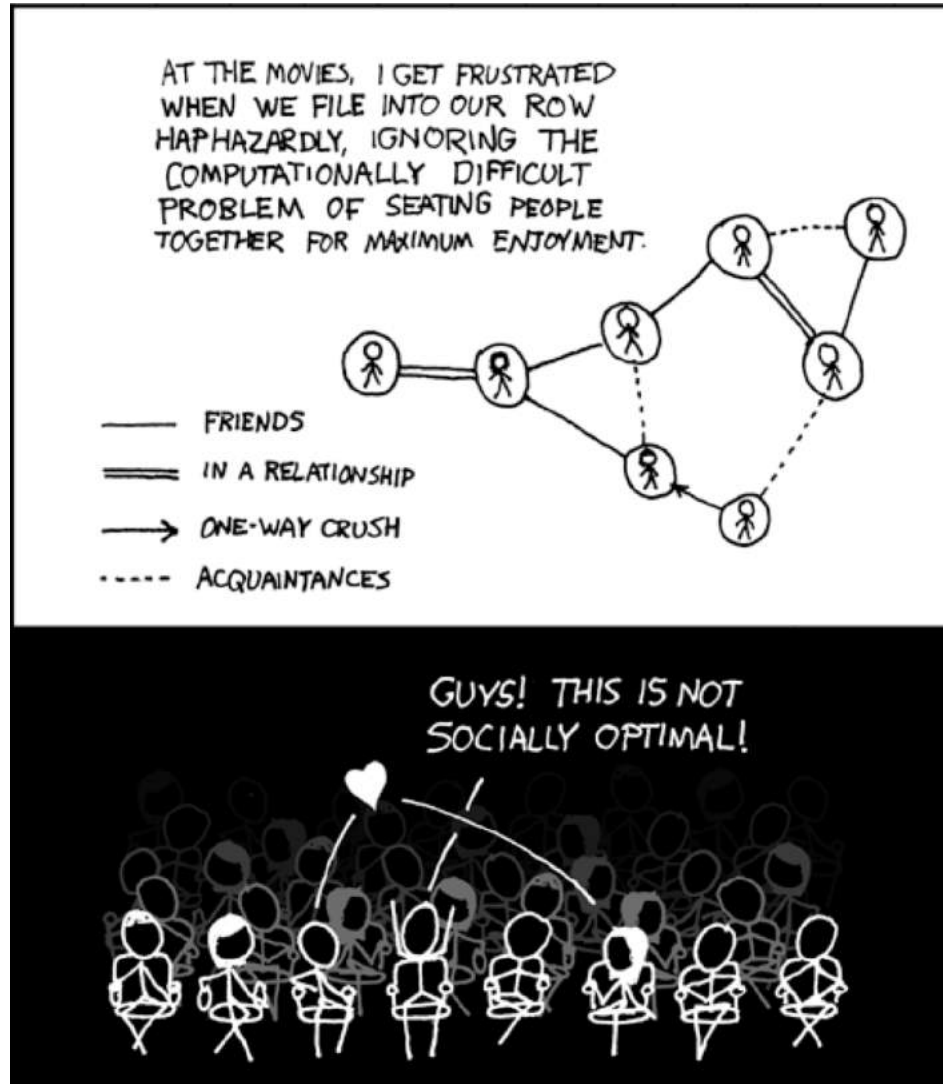 AT THE MOVIES, I GET FRUSTRATED
WHEN WE FILE INTO OUR ROW
HAPHAZARDLY, IGNORING THE
COMPUTATIONALLY DIFFICULT
PROBLEM OF SEATING PEOPLE
TOGETHER FOR MAXIMUM ENJOYMENT.
FRIENDS
IN A RELATIONSHIP
ONE-WAY CRUSH
ACQUAINTANCES
GUYS! THIS IS NOT
SOCIALLY OPTIMAL!